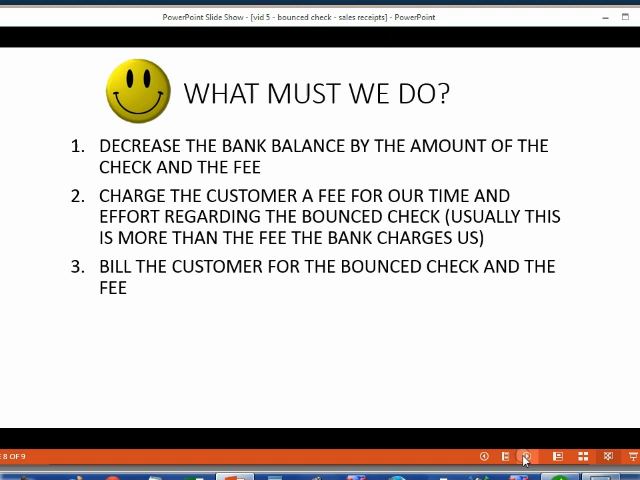 PowerPoint Slide Show - [vid 5 - bounced check - sales receipts] - PowerPoint
WHAT MUST WE DO?
1. DECREASE THE BANK BALANCE BY THE AMOUNT OF THE
CHECK AND THE FEE
2. CHARGE THE CUSTOMER A FEE FOR OUR TIME AND
EFFORT REGARDING THE BOUNCED CHECK (USUALLY THIS
IS MORE THAN THE FEE THE BANK CHARGES US)
3. BILL THE CUSTOMER FOR THE BOUNCED CHECK AND THE
FEE
8 OF 9